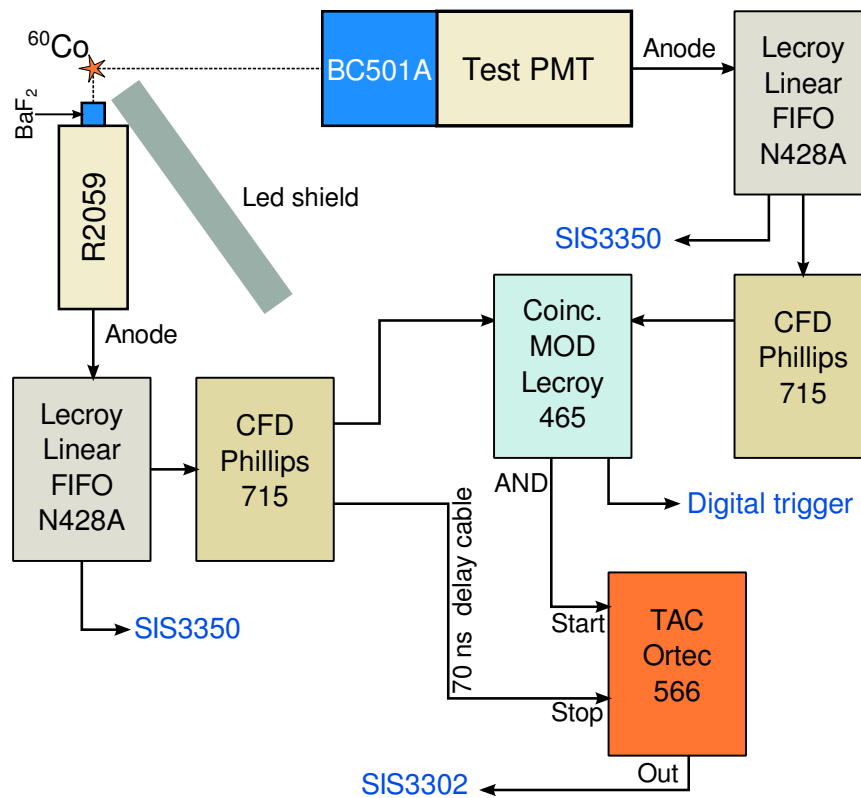 ⁶⁰Co
BaF₂
R2059
Anode
Led shield
BC501A
Test PMT
Anode
Lecroy
Linear
FIFO
N428A
SIS3350
CFD
Phillips
715
Coinc.
MOD
Lecroy
465
AND
Digital trigger
Lecroy
Linear
FIFO
N428A
SIS3350
CFD
Phillips
715
70 ns delay cable
Start
Stop
TAC
Ortec
566
Out
SIS3302